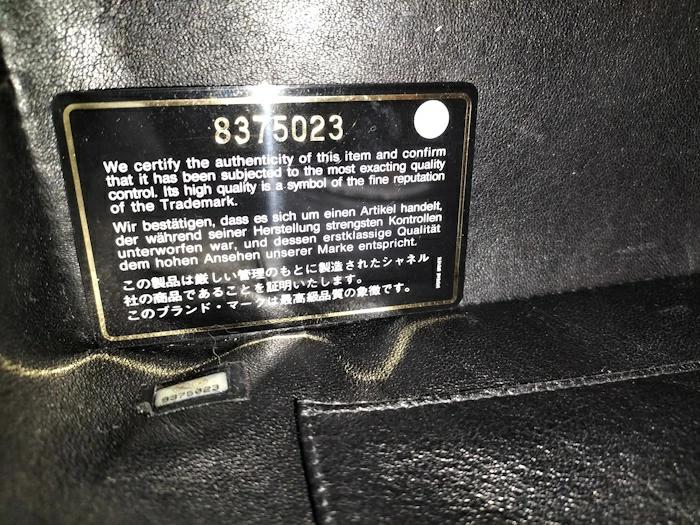 8375023
We certify the authenticity of this item and confirm
that it has been subjected to the most exacting quality
control. Its high quality is a symbol of the fine reputation
of the Trademark.
Wir bestätigen, dass es sich um einen Artikel handelt,
der während seiner Herstellung strengsten Kontrollen
unterworfen war, und dessen erstklassige Qualität
dem hohen Ansehen unserer Marke entspricht.
この製品は厳しい管理のもとに製造されたシャネル
社の商品であることを証明いたします。
このブランド・マークは最高級品質の象徴です。
8375023